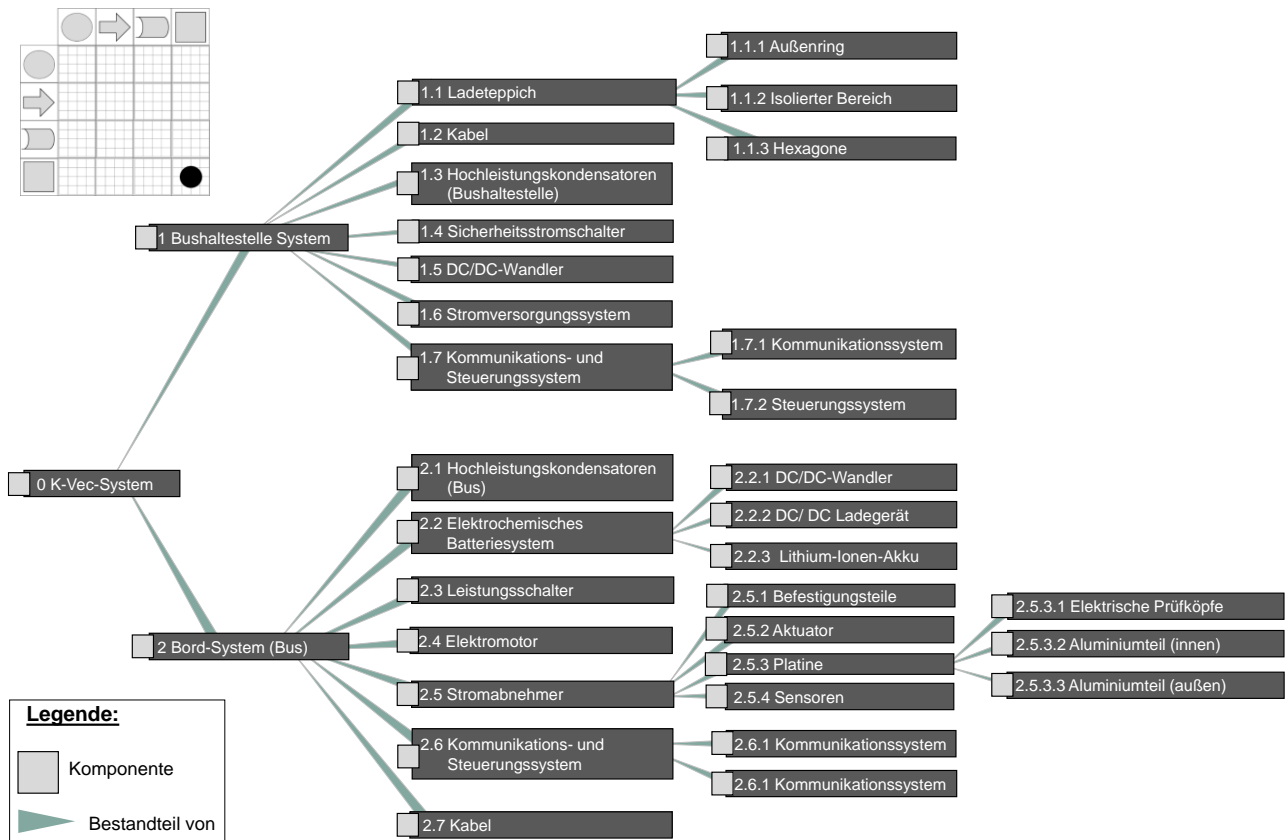 0 K-Vec-System
1 Bushaltestelle System
1.1 Ladeteppich
1.1.1 Außenring
1.1.2 Isolierter Bereich
1.1.3 Hexagone
1.2 Kabel
1.3 Hochleistungskondensatoren
(Bushaltestelle)
1.4 Sicherheitsstromschalter
1.5 DC/DC-Wandler
1.6 Stromversorgungssystem
1.7 Kommunikations- und
Steuerungssystem
1.7.1 Kommunikationssystem
1.7.2 Steuerungssystem
2 Bord-System (Bus)
2.1 Hochleistungskondensatoren
(Bus)
2.2 Elektrochemisches
Batteriesystem
2.2.1 DC/DC-Wandler
2.2.2 DC/ DC Ladegerät
2.2.3 Lithium-Ionen-Akku
2.3 Leistungsschalter
2.4 Elektromotor
2.5 Stromabnehmer
2.5.1 Befestigungsteile
2.5.2 Aktuator
2.5.3 Platine
2.5.3.1 Elektrische Prüfköpfe
2.5.3.2 Aluminiumteil (innen)
2.5.3.3 Aluminiumteil (außen)
2.5.4 Sensoren
2.6 Kommunikations- und
Steuerungssystem
2.6.1 Kommunikationssystem
2.6.1 Kommunikationssystem
2.7 Kabel
Legende:
Komponente
Bestandteil von